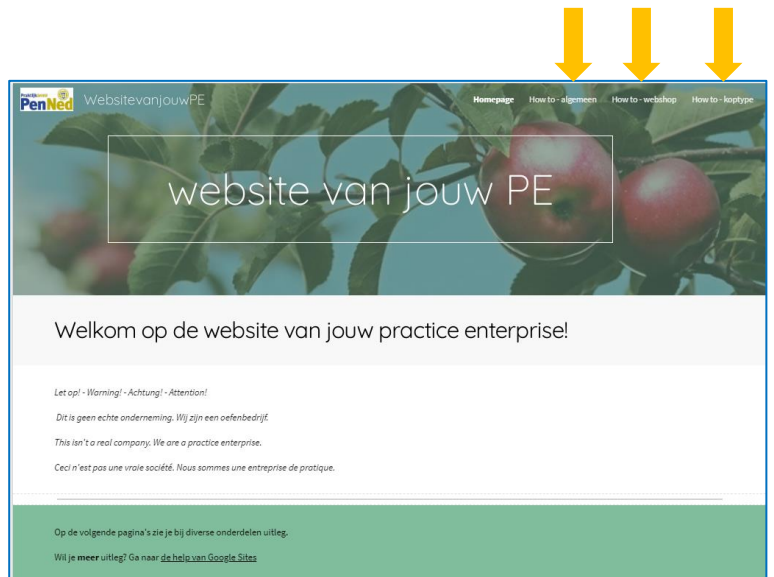 Praktijkcentrale
PenNed
WebsitevanjouwPE
Homepage How to - algemeen How to - webshop How to - koptype
website van jouw PE
Welkom op de website van jouw practice enterprise!
Let op! - Warning! - Achtung! - Attention!
Dit is geen echte onderneming. Wij zijn een oefenbedrijf.
This isn't a real company. We are a practice enterprise.
Ceci n'est pas une vraie société. Nous sommes une entreprise de pratique.
Op de volgende pagina's zie je bij diverse onderdelen uitleg.
Wil je meer uitleg? Ga naar de help van Google Sites